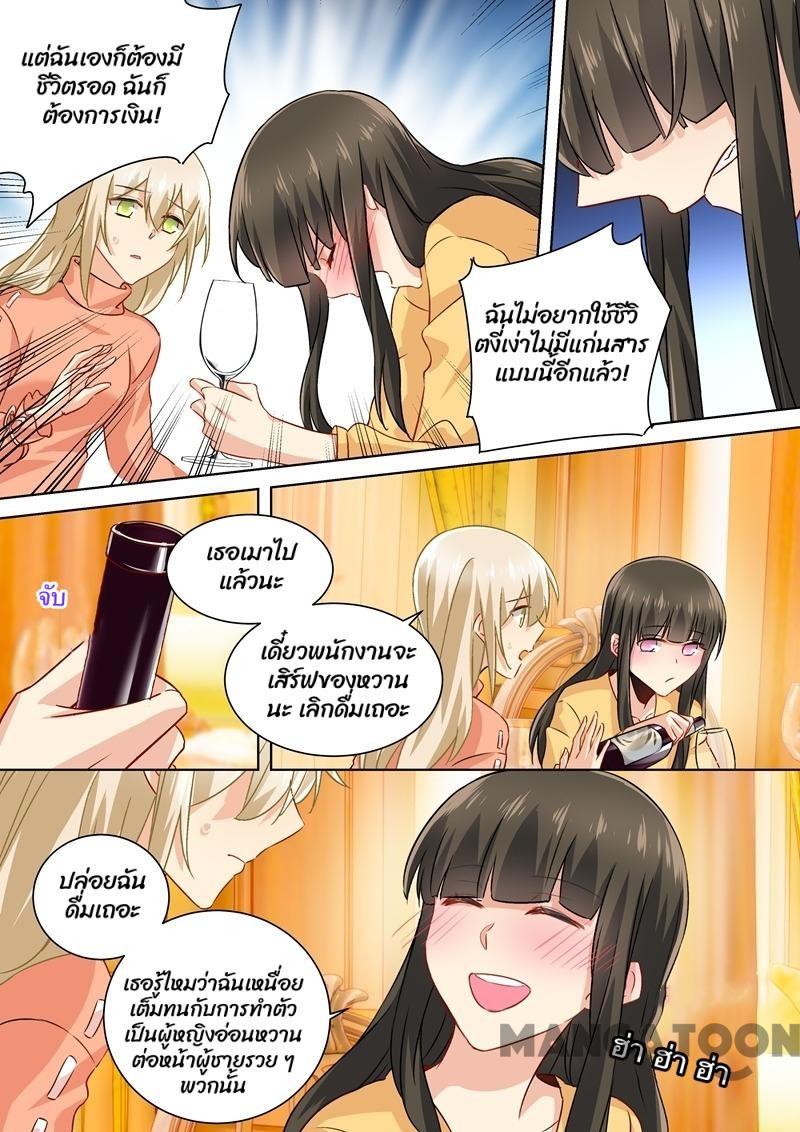 แต่ฉันเองก็ต้องมี
ชีวิตรอด ฉันก็
ต้องการเงิน!
ฉันไม่อยากใช้ชีวิ
ตงี่เง่าไม่มีแก่นสาร
แบบนี้อีกแล้ว!
จับ
เธอเมาไป
แล้วนะ
เดี๋ยวพนักงานจะ
เสิร์ฟของหวาน
นะ เลิกดื่มเถอะ
ปล่อยฉัน
ดื่มเถอะ
เธอรู้ไหมว่าฉันเหนื่อย
เต็มทนกับการทำตัว
เป็นผู้หญิงอ่อนหวาน
ต่อหน้าผู้ชายรวย ๆ
พวกนั้น
ฮ่า ฮ่า ฮ่า
MANGATOON